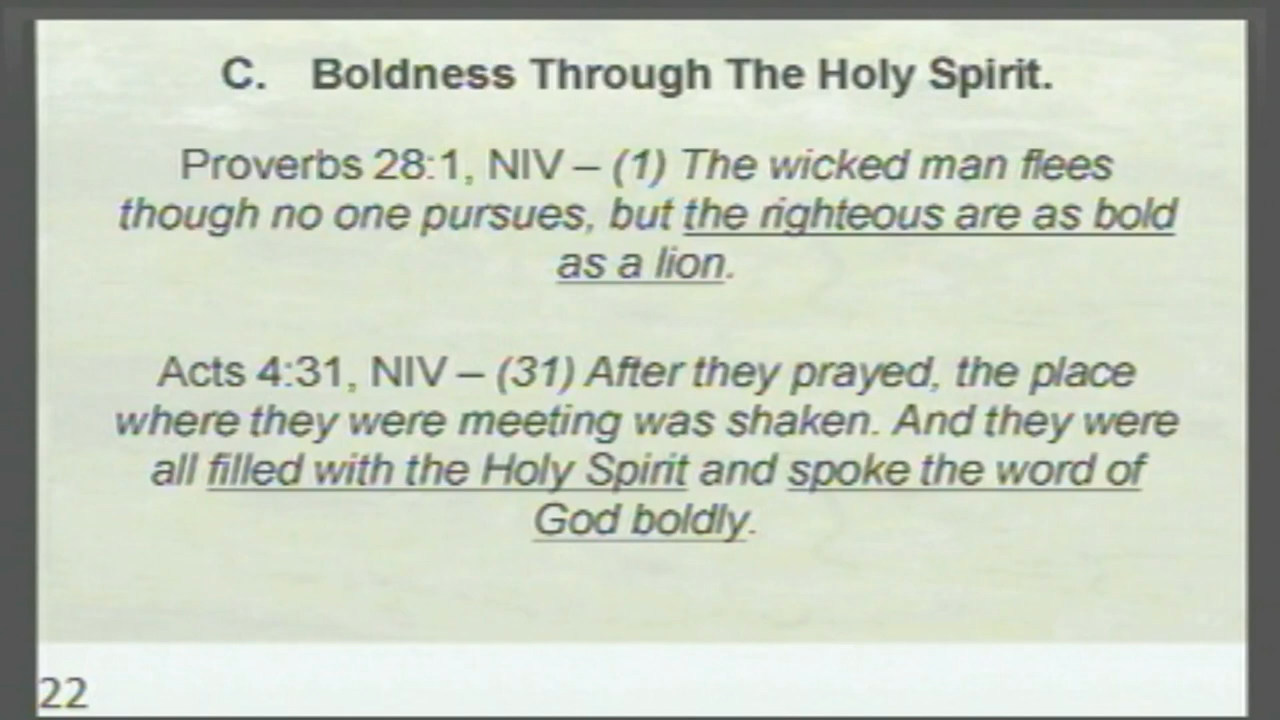 C. Boldness Through The Holy Spirit.
Proverbs 28:1, NIV – (1) The wicked man flees
though no one pursues, but the righteous are as bold
as a lion.
Acts 4:31, NIV – (31) After they prayed, the place
where they were meeting was shaken. And they were
all filled with the Holy Spirit and spoke the word of
God boldly.
22